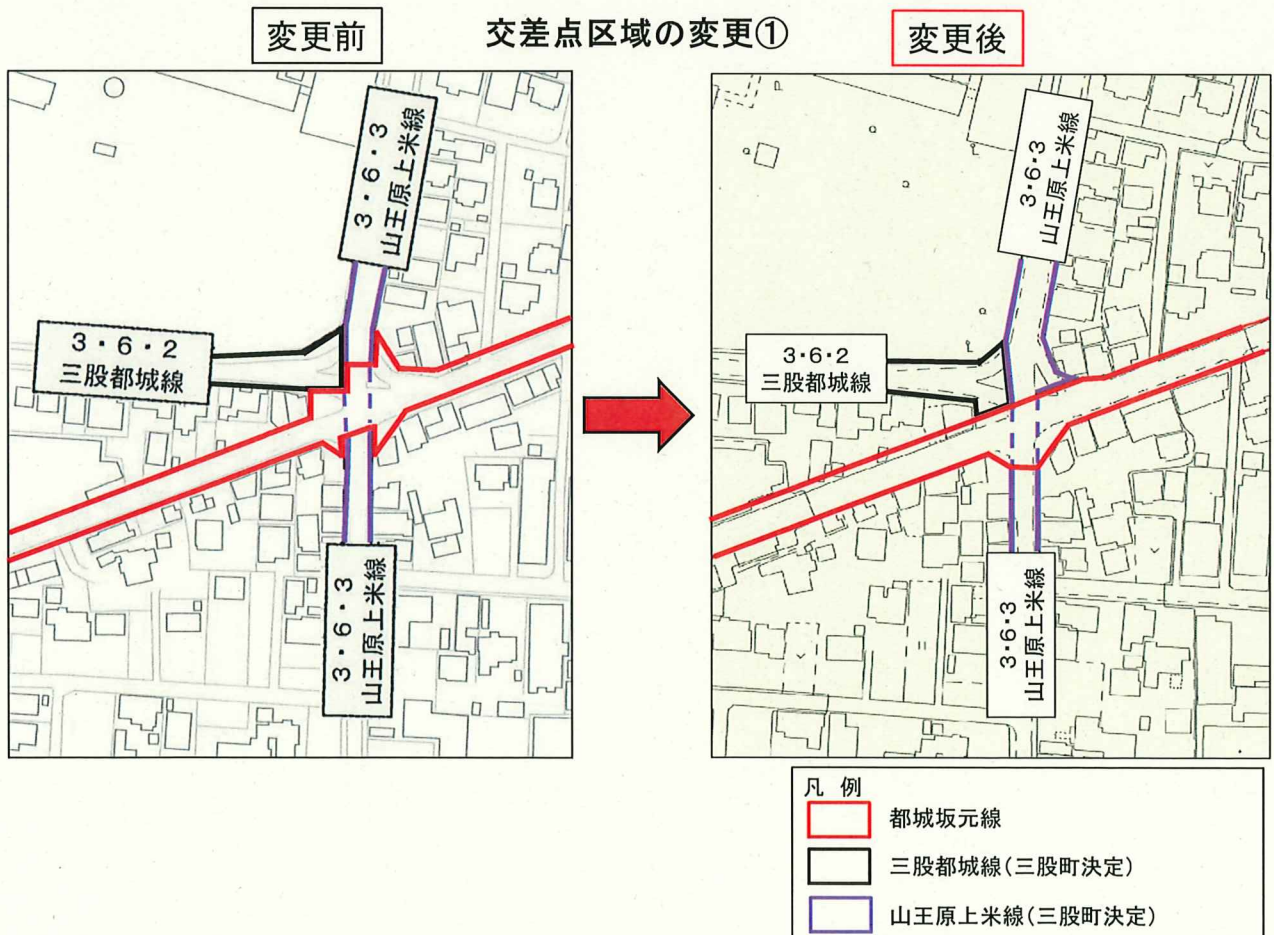 変更前
交差点区域の変更①
変更後
3・6・3
山王原上米線
3・6・2
三股都城線
3・6・3
山王原上米線
3・6・3
山王原上米線
3・6・2
三股都城線
3・6・3
山王原上米線
凡 例
都城坂元線
三股都城線(三股町決定)
山王原上米線(三股町決定)